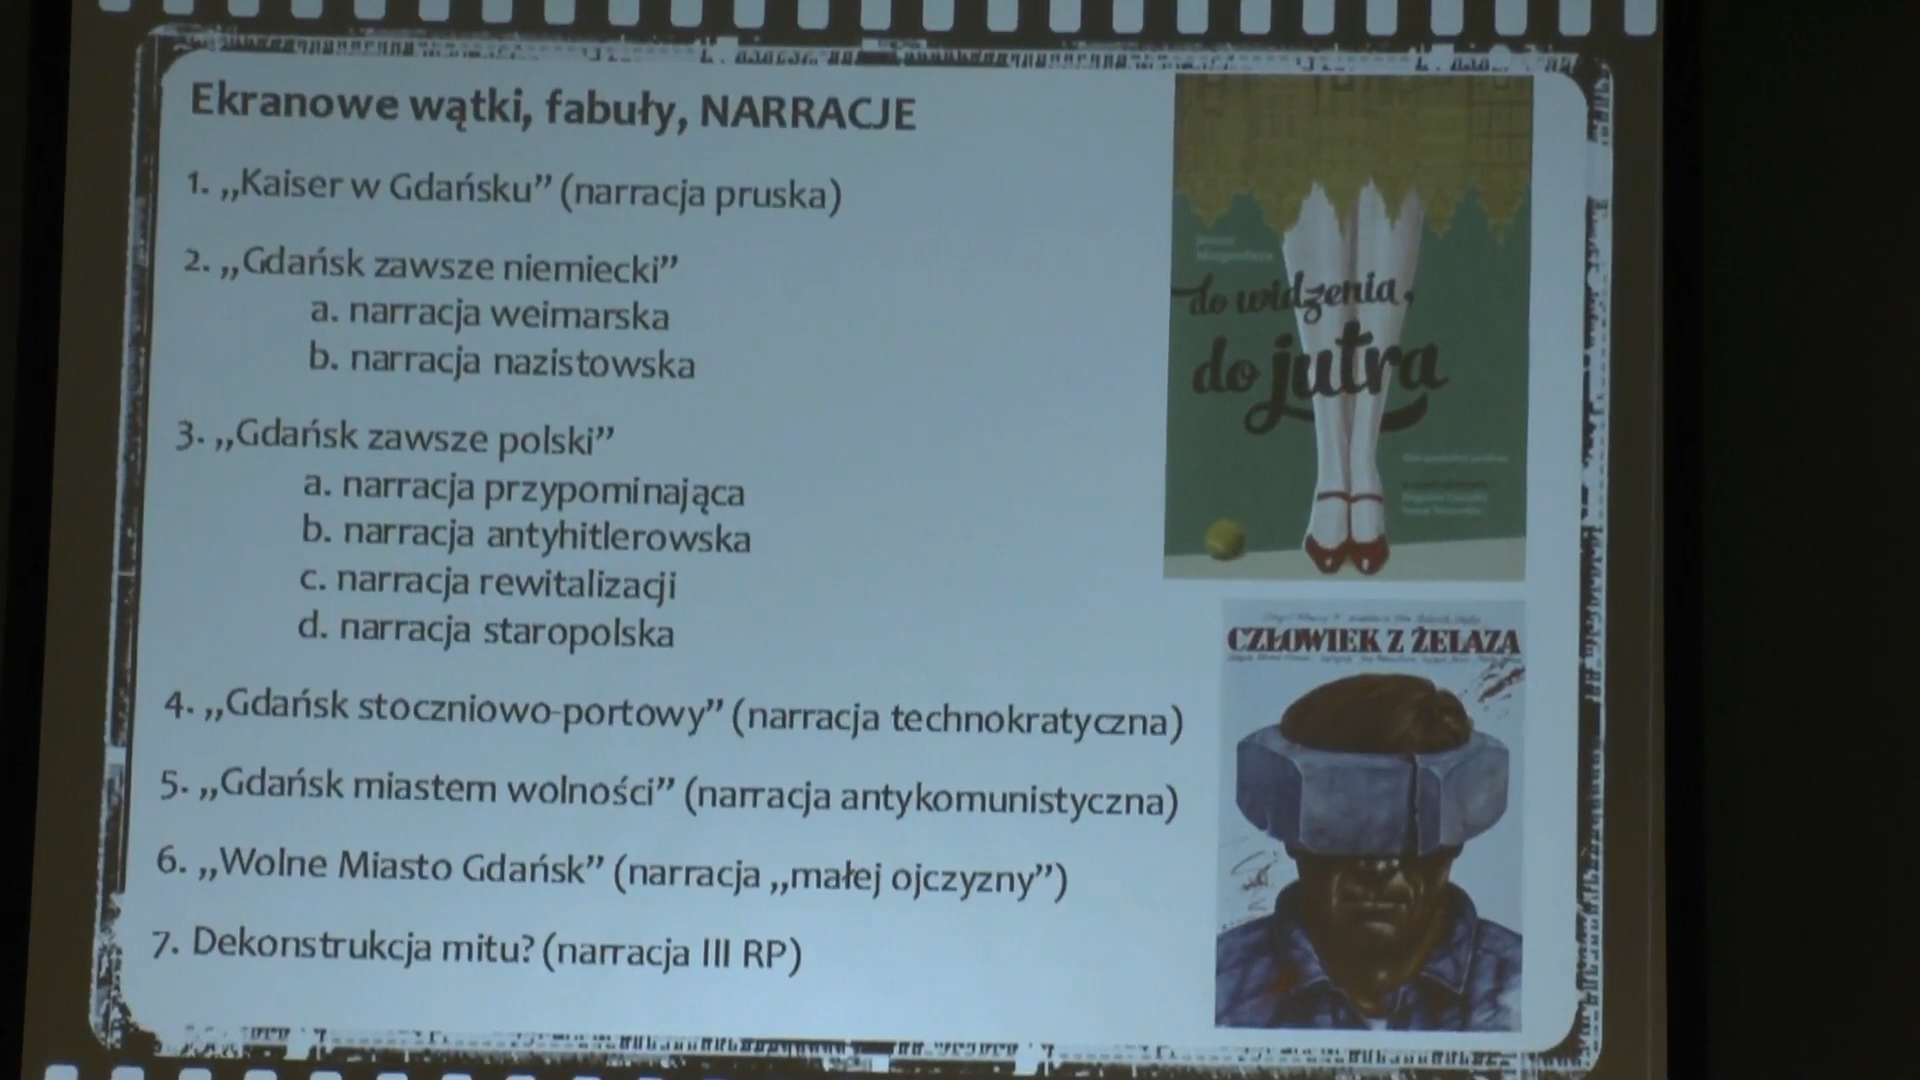 Ekranowe wątki, fabuły, NARRACJE
1. „Kaiser w Gdańsku” (narracja pruska)
2. „Gdańsk zawsze niemiecki”
a. narracja weimarska
b. narracja nazistowska
3. „Gdańsk zawsze polski”
a. narracja przypominająca
b. narracja antyhitlerowska
c. narracja rewitalizacji
d. narracja staropolska
4. „Gdańsk stoczniowo-portowy” (narracja technokratyczna)
5. „Gdańsk miastem wolności” (narracja antykomunistyczna)
6. „Wolne Miasto Gdańsk” (narracja „małej ojczyzny”)
7. Dekonstrukcja mitu? (narracja III RP)
do widzenia,
do jutra
CZŁOWIEK Z ŻELAZA